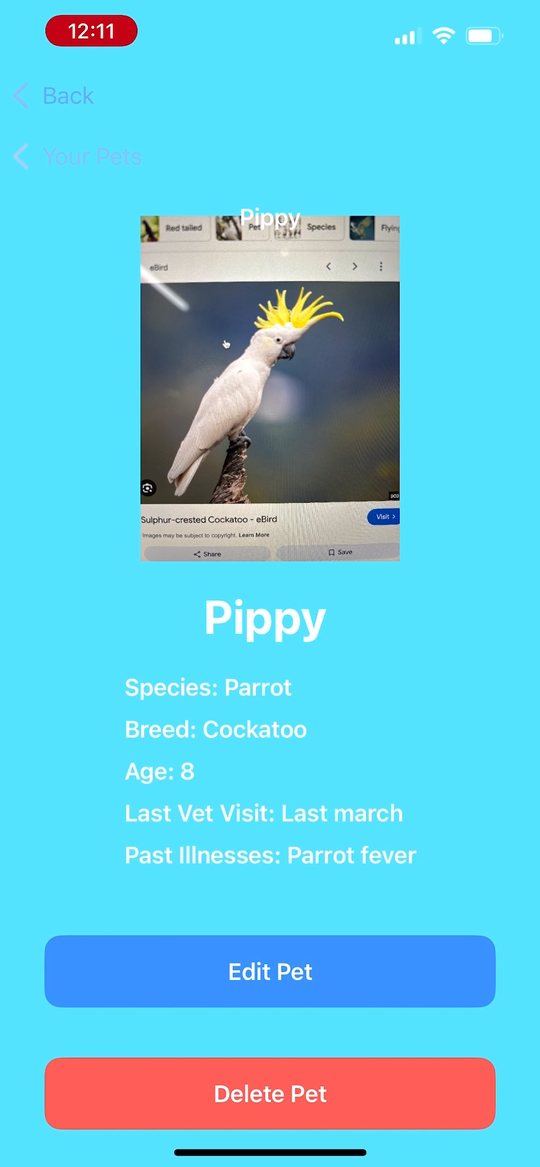 12:11
Back
Your Pets
Pippy
Red tailed
Pet
Species
Flying
eBird
Sulphur-crested Cockatoo - eBird
Visit >
Images may be subject to copyright. Learn More
Share
Save
Pippy
Species: Parrot
Breed: Cockatoo
Age: 8
Last Vet Visit: Last march
Past Illnesses: Parrot fever
Edit Pet
Delete Pet